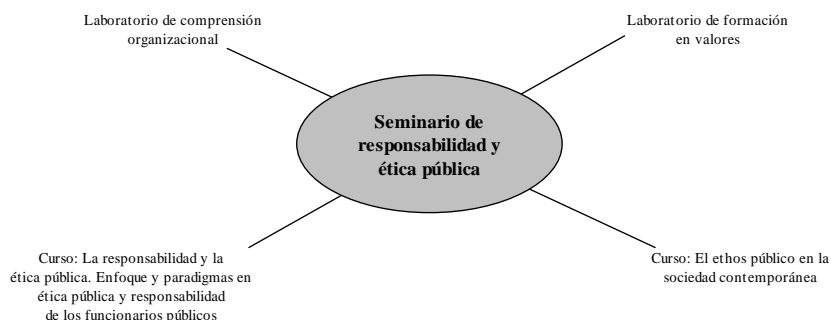 Laboratorio de comprensión
organizacional
Laboratorio de formación
en valores
Seminario de
responsabilidad y
ética pública
Curso: La responsabilidad y la
ética pública. Enfoque y paradigmas en
ética pública y responsabilidad
de los funcionarios públicos
Curso: El ethos público en la
sociedad contemporánea